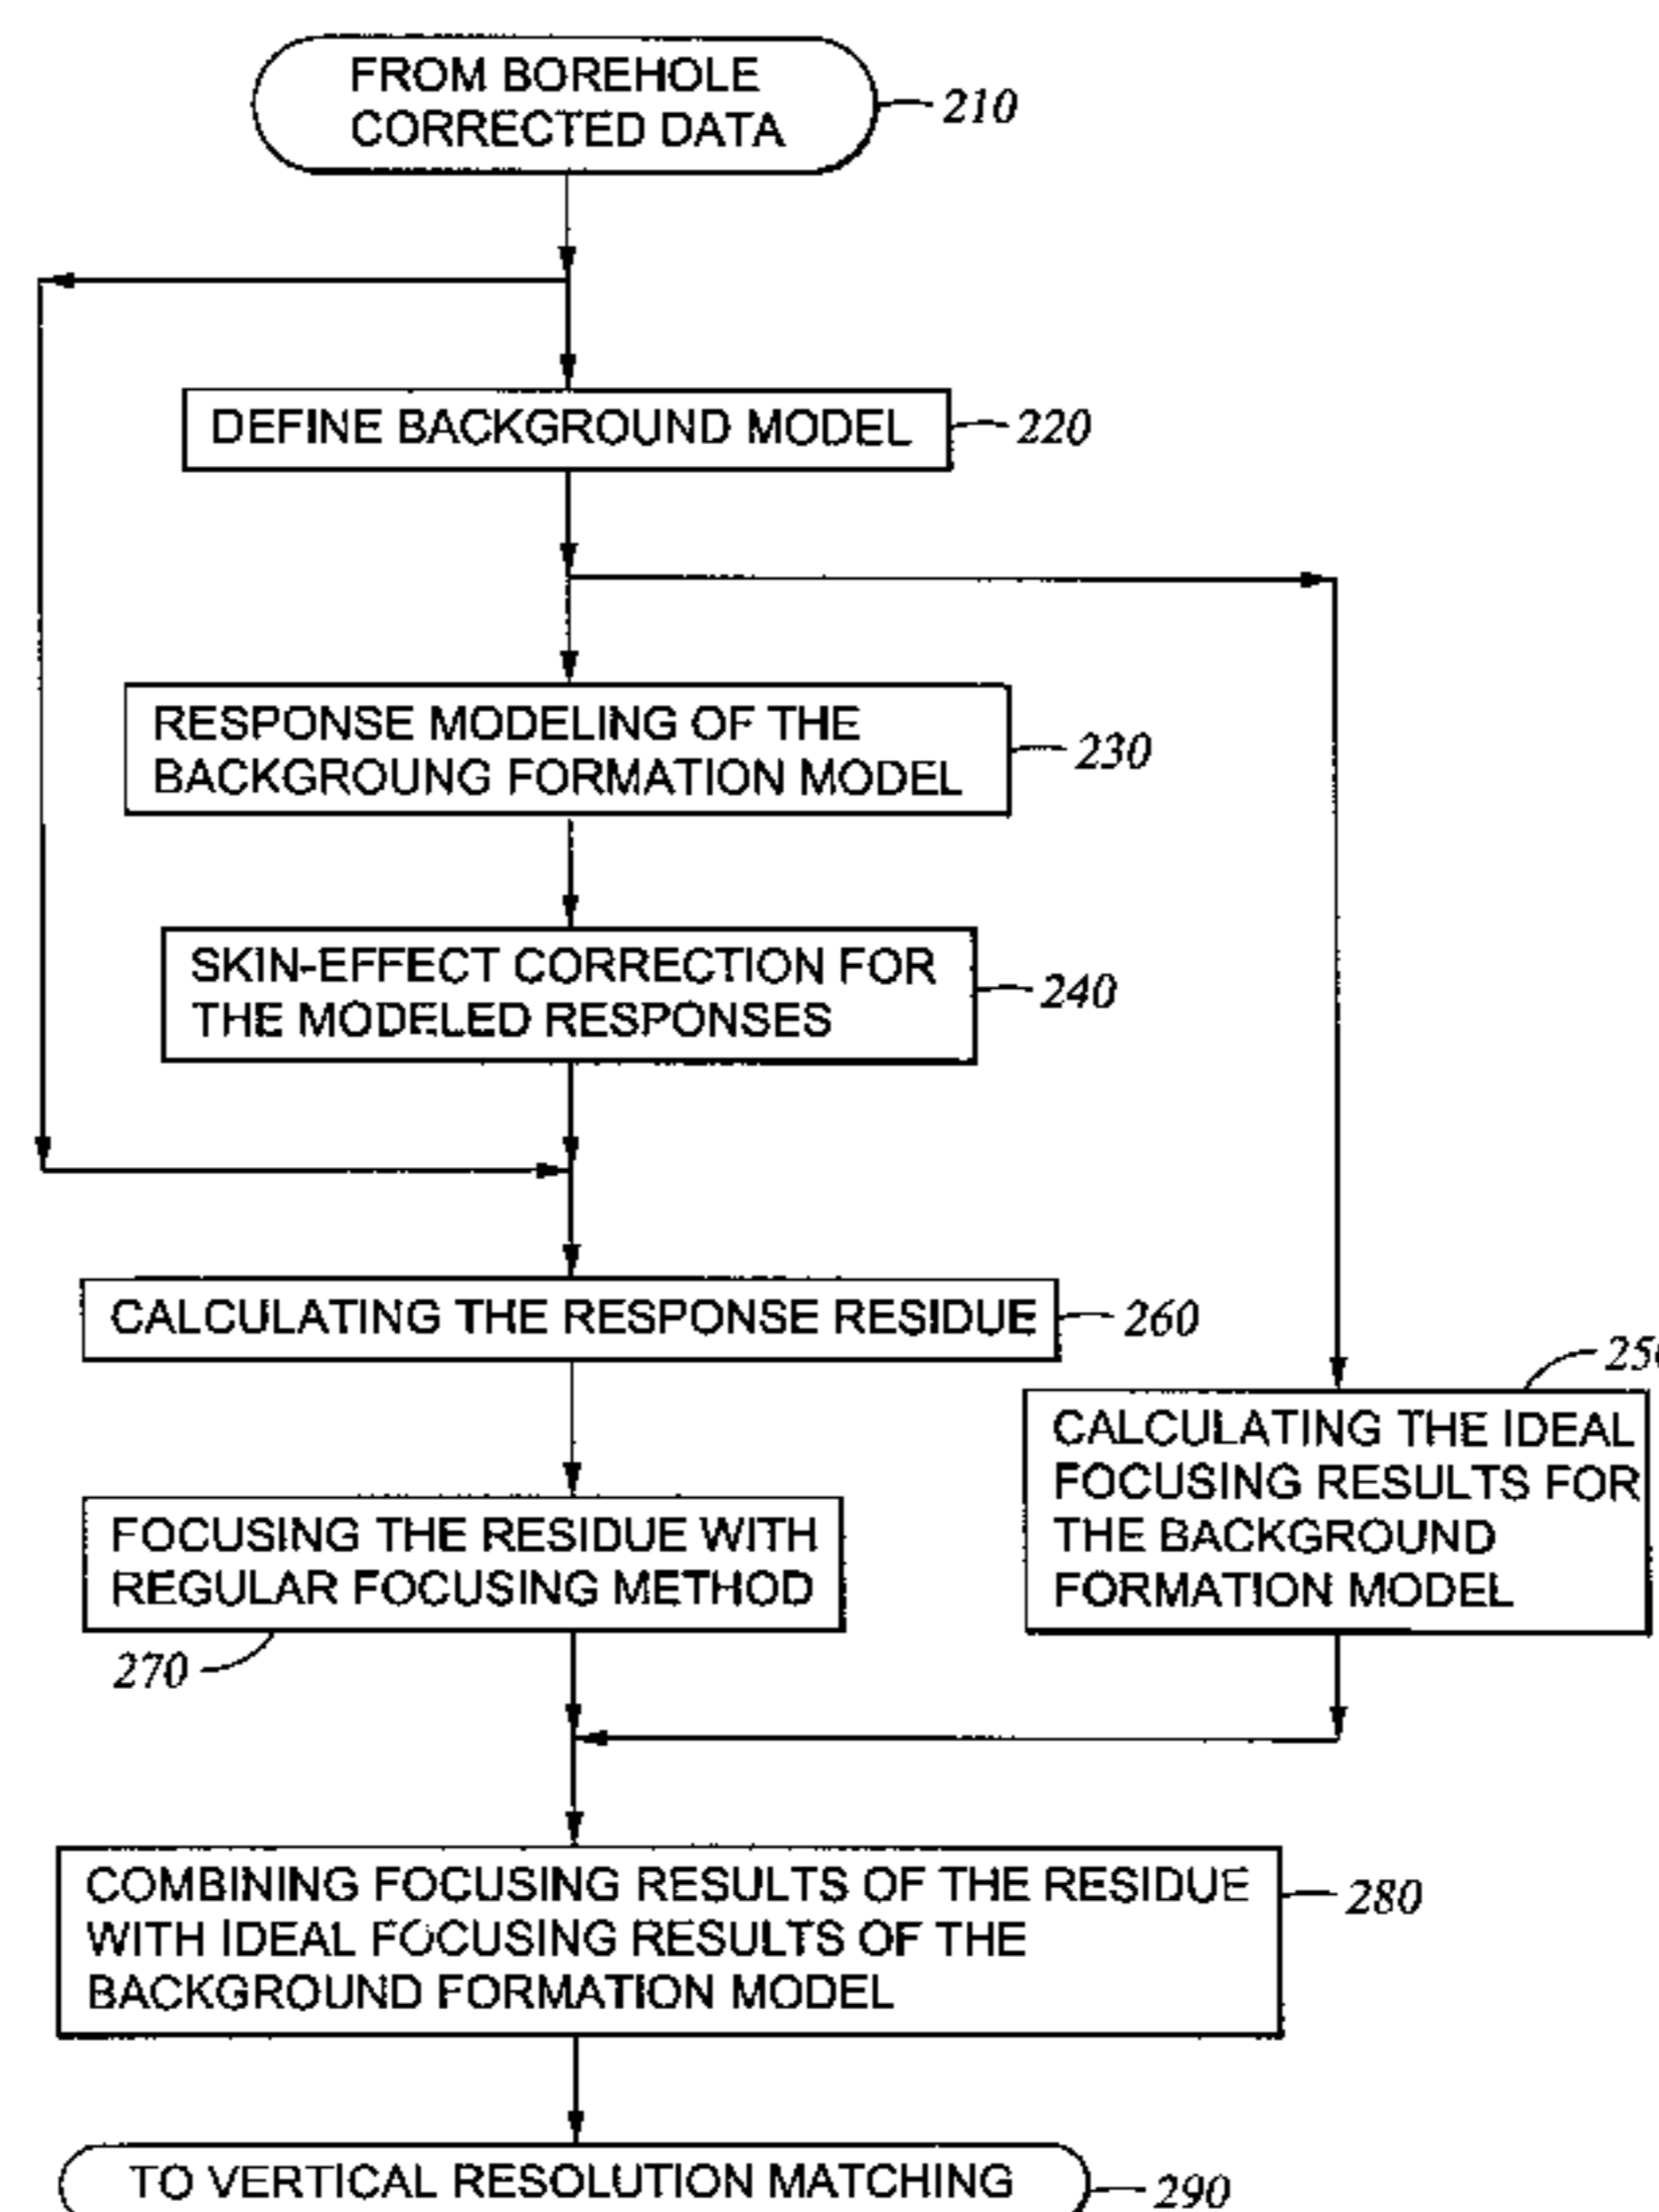 FROM BOREHOLE
CORRECTED DATA
210
DEFINE BACKGROUND MODEL
220
RESPONSE MODELING OF THE
BACKGROUNG FORMATION MODEL
230
SKIN-EFFECT CORRECTION FOR
THE MODELED RESPONSES
240
CALCULATING THE RESPONSE RESIDUE
260
250
CALCULATING THE IDEAL
FOCUSING RESULTS FOR
THE BACKGROUND
FORMATION MODEL
FOCUSING THE RESIDUE WITH
REGULAR FOCUSING METHOD
270
COMBINING FOCUSING RESULTS OF THE RESIDUE
WITH IDEAL FOCUSING RESULTS OF THE
BACKGROUND FORMATION MODEL
280
TO VERTICAL RESOLUTION MATCHING
290